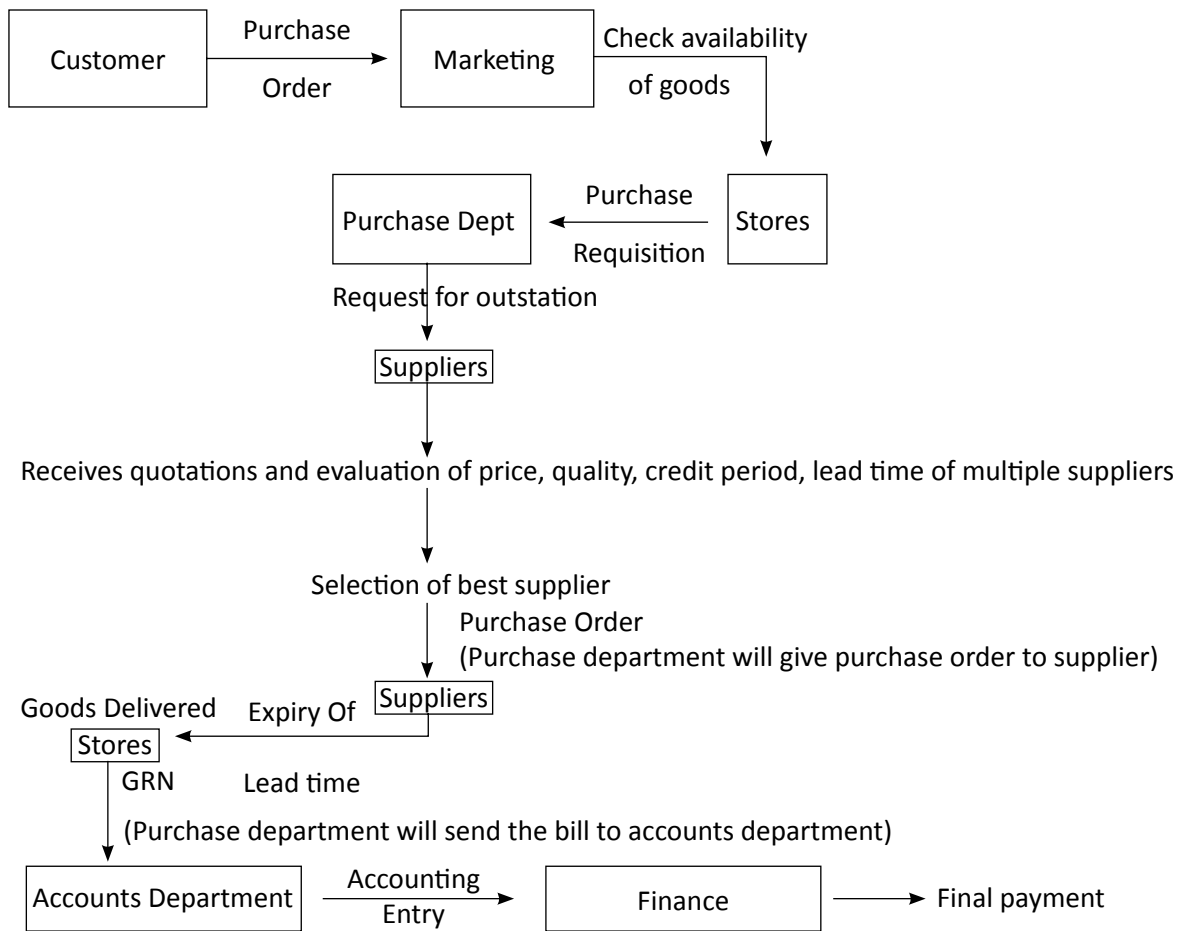 Customer
Purchase
Order
Marketing
Check availability
of goods
Purchase Dept
Purchase
Requisition
Stores
Request for outstation
Suppliers
Receives quotations and evaluation of price, quality, credit period, lead time of multiple suppliers
Selection of best supplier
Purchase Order
(Purchase department will give purchase order to supplier)
Suppliers
Goods Delivered
Expiry Of
Stores
GRN
Lead time
(Purchase department will send the bill to accounts department)
Accounts Department
Accounting
Entry
Finance
Final payment